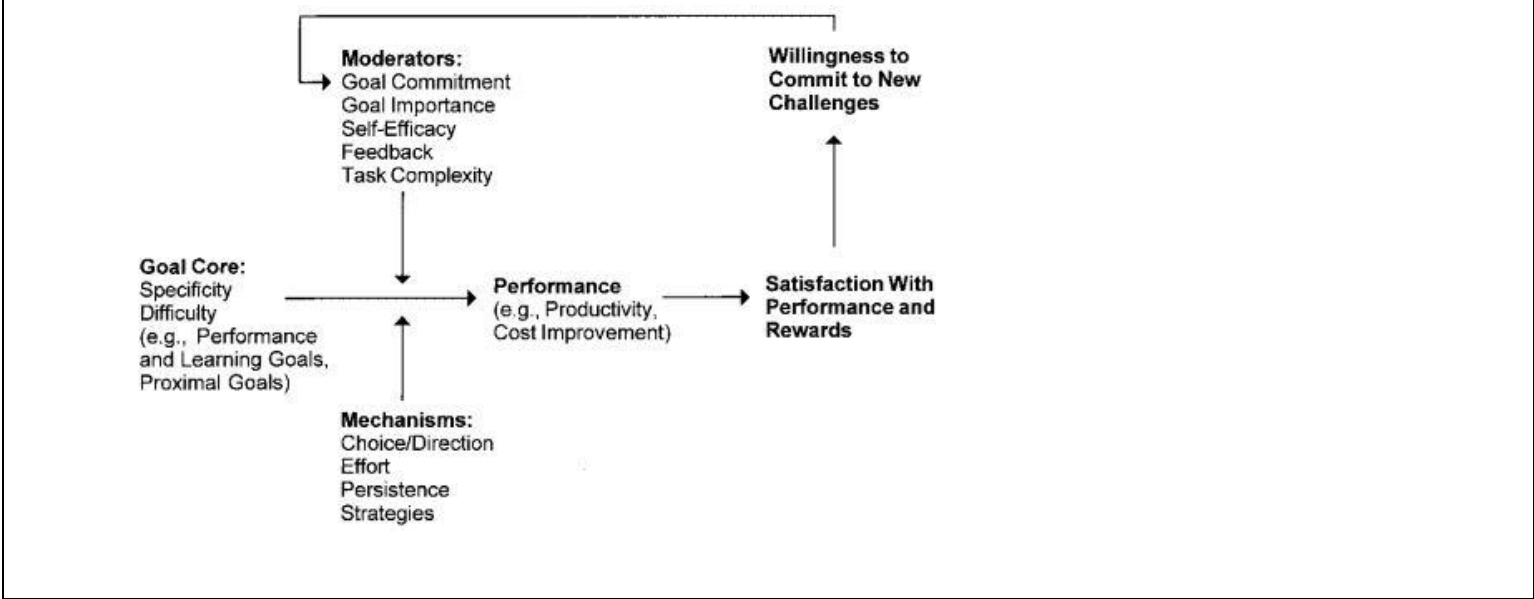 Moderators:
Goal Commitment
Goal Importance
Self-Efficacy
Feedback
Task Complexity
Willingness to
Commit to New
Challenges
Goal Core:
Specificity
Difficulty
(e.g., Performance
and Learning Goals,
Proximal Goals)
Performance
(e.g., Productivity,
Cost Improvement)
Satisfaction With
Performance and
Rewards
Mechanisms:
Choice/Direction
Effort
Persistence
Strategies